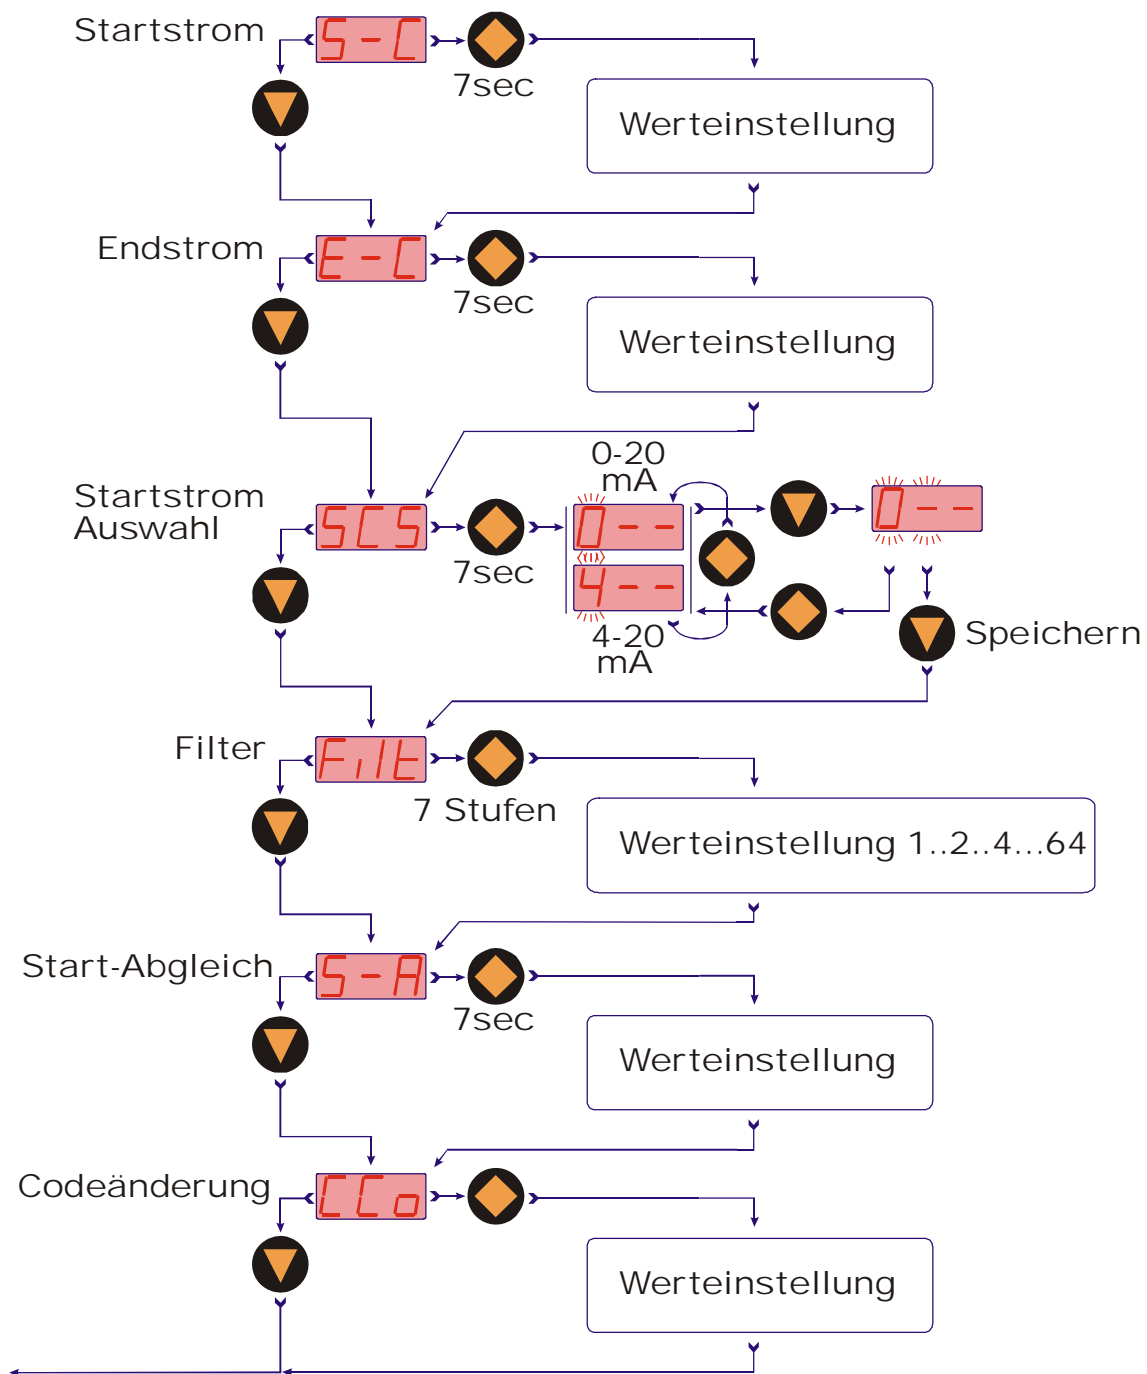 Startstrom
S-C
7sec
Werteinstellung
Endstrom
E-C
7sec
Werteinstellung
0-20
mA
Startstrom
Auswahl
SCS
7sec
0--
0--
4--
4-20
mA
Speichern
Filter
Filt
7 Stufen
Werteinstellung 1..2..4...64
Start-Abgleich
S-A
7sec
Werteinstellung
Codeänderung
CCo
Werteinstellung